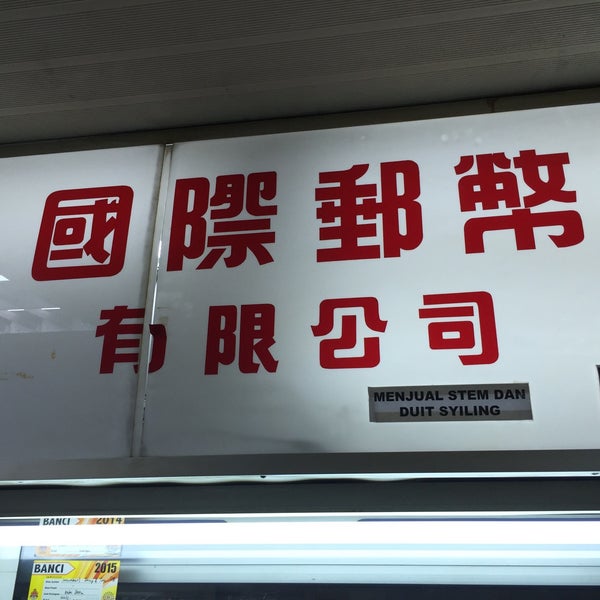 國際郵幣
有限公司
MENJUAL STEM DAN
DUIT SYILING
BANCI 2014
BANCI 2015